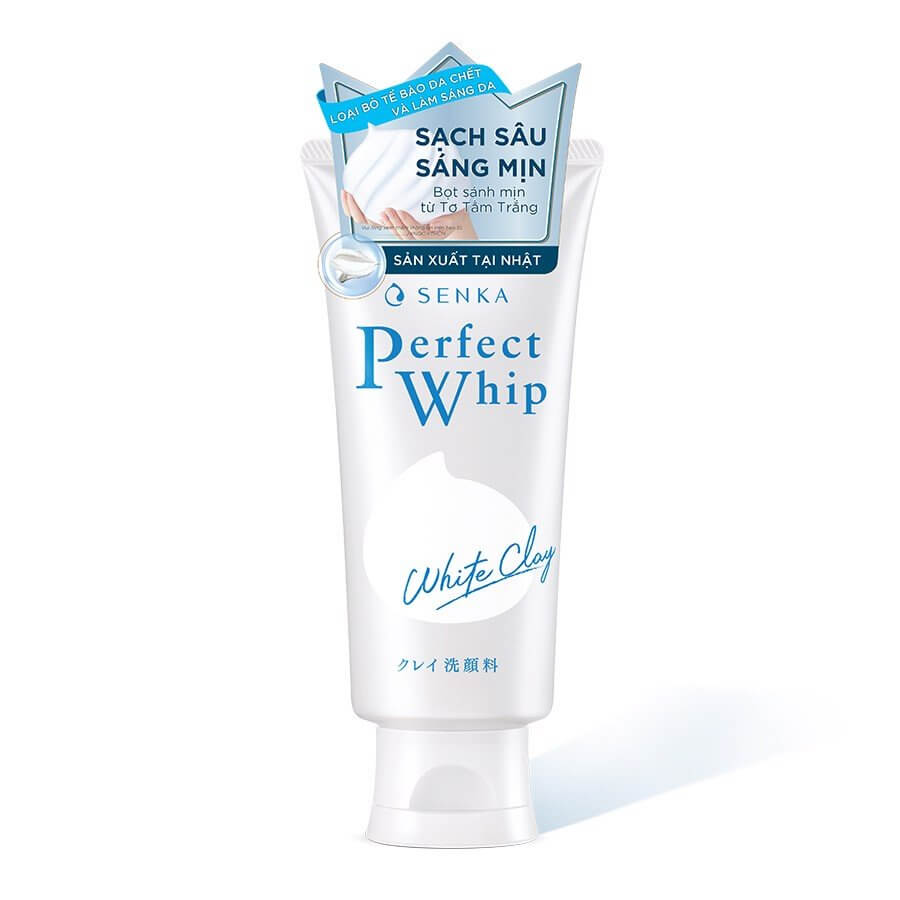 LOẠI BỎ TẾ BÀO DA CHẾT
VÀ LÀM SÁNG DA
SẠCH SÂU
SÁNG MỊN
Bọt sánh mịn
từ Tơ Tằm Trắng
SẢN XUẤT TẠI NHẬT
SENKA
Perfect
Whip
White Clay
クレイ洗顔料